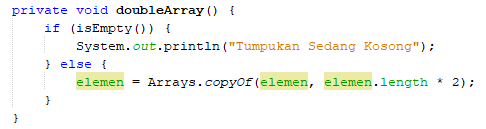 private void doubleArray() {
if (isEmpty()) {
System.out.println("Tumpukan Sedang Kosong");
} else {
elemen = Arrays.copyOf(elemen, elemen.length * 2);
}
}